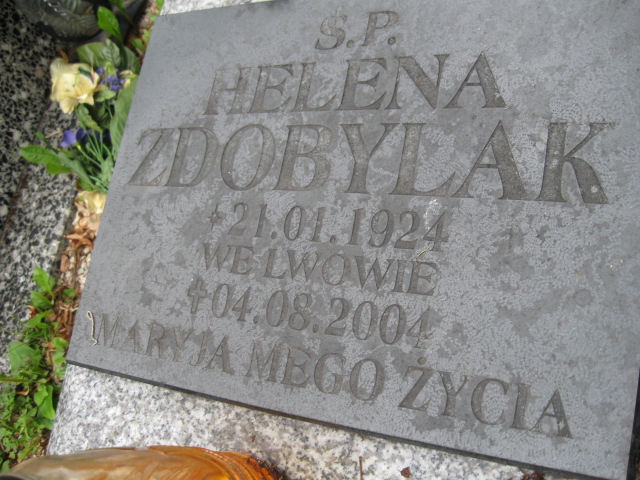 S.P.
HELENA
ZDOBYLAK
* 21.01.1924
WE LWOWIE
† 04.08.2004
MARYJA MEGO ŻYCIA